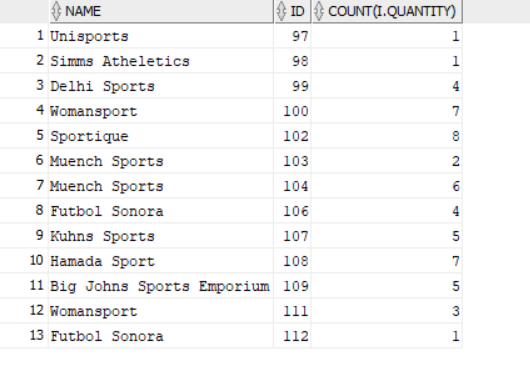 NAME ID COUNT(I.QUANTITY)
1 Unisports 97 1
2 Simms Atheletics 98 1
3 Delhi Sports 99 4
4 Womansport 100 7
5 Sportique 102 8
6 Muench Sports 103 2
7 Muench Sports 104 6
8 Futbol Sonora 106 4
9 Kuhns Sports 107 5
10 Hamada Sport 108 7
11 Big Johns Sports Emporium 109 5
12 Womansport 111 3
13 Futbol Sonora 112 1